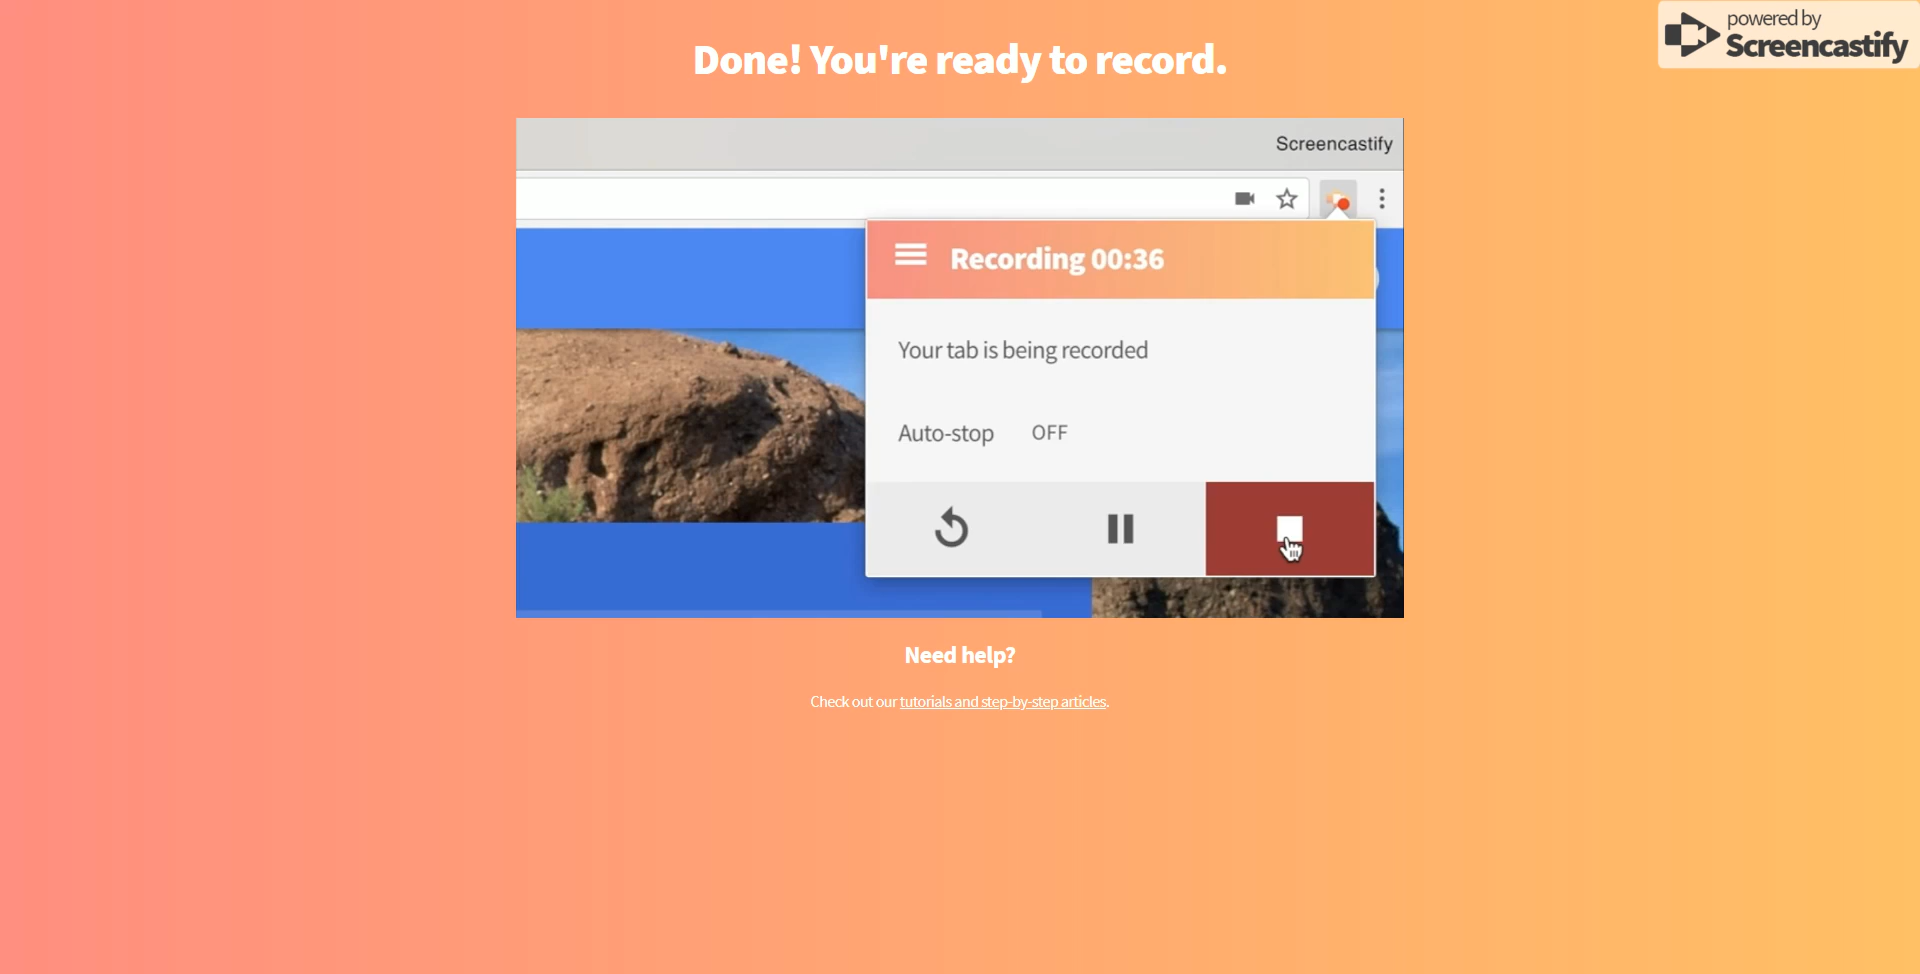 powered by
Screencastify
Done! You're ready to record.
Screencastify
Recording 00:36
Your tab is being recorded
Auto-stop OFF
Need help?
Check out our tutorials and step-by-step articles.